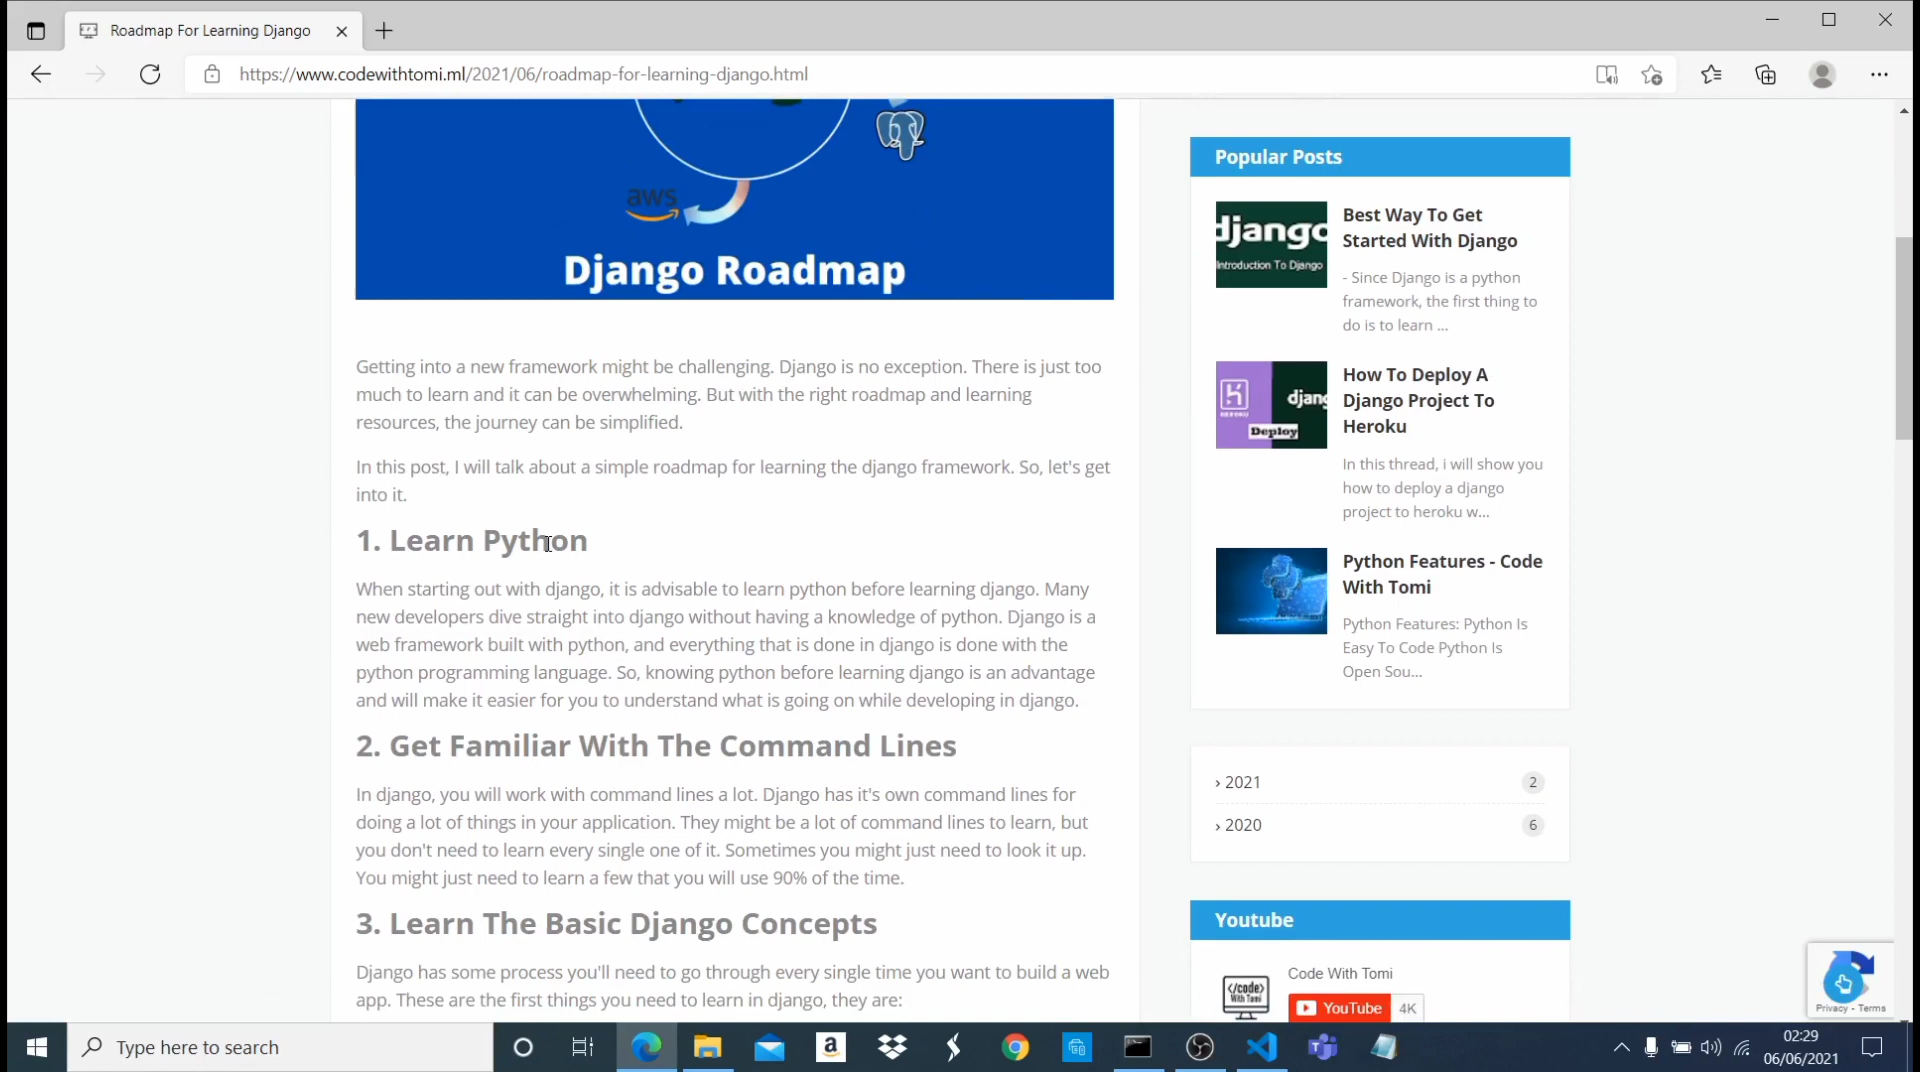 Roadmap For Learning Django
https://www.codewithtomi.ml/2021/06/roadmap-for-learning-django.html
aws
Django Roadmap
Getting into a new framework might be challenging. Django is no exception. There is just too
much to learn and it can be overwhelming. But with the right roadmap and learning
resources, the journey can be simplified.
In this post, I will talk about a simple roadmap for learning the django framework. So, let's get
into it.
1. Learn Python
When starting out with django, it is advisable to learn python before learning django. Many
new developers dive straight into django without having a knowledge of python. Django is a
web framework built with python, and everything that is done in django is done with the
python programming language. So, knowing python before learning django is an advantage
and will make it easier for you to understand what is going on while developing in django.
2. Get Familiar With The Command Lines
In django, you will work with command lines a lot. Django has it's own command lines for
doing a lot of things in your application. They might be a lot of command lines to learn, but
you don't need to learn every single one of it. Sometimes you might just need to look it up.
You might just need to learn a few that you will use 90% of the time.
3. Learn The Basic Django Concepts
Django has some process you'll need to go through every single time you want to build a web
app. These are the first things you need to learn in django, they are:
Popular Posts
django
Introduction To Django
Best Way To Get
Started With Django
- Since Django is a python
framework, the first thing to
do is to learn ...
HEROKU
djang
Deploy
How To Deploy A
Django Project To
Heroku
In this thread, i will show you
how to deploy a django
project to heroku w...
Python Features - Code
With Tomi
Python Features: Python Is
Easy To Code Python Is
Open Sou...
› 2021 2
› 2020 6
Youtube
</code>
With Tomi
Code With Tomi
YouTube 4K
Privacy - Terms
Type here to search
a
02:29
06/06/2021